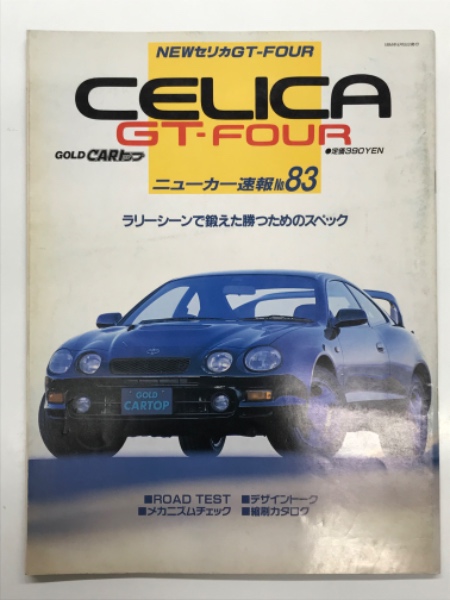 NEWセリカGT-FOUR
CELICA
GT-FOUR
GOLD CARトップ
●定価390YEN
ニューカー速報No.83
ラリーシーンで鍛えた勝つためのスペック
GOLD
CARTOP
■ROAD TEST ■デザイントーク
■メカニズムチェック ■縮刷カタログ